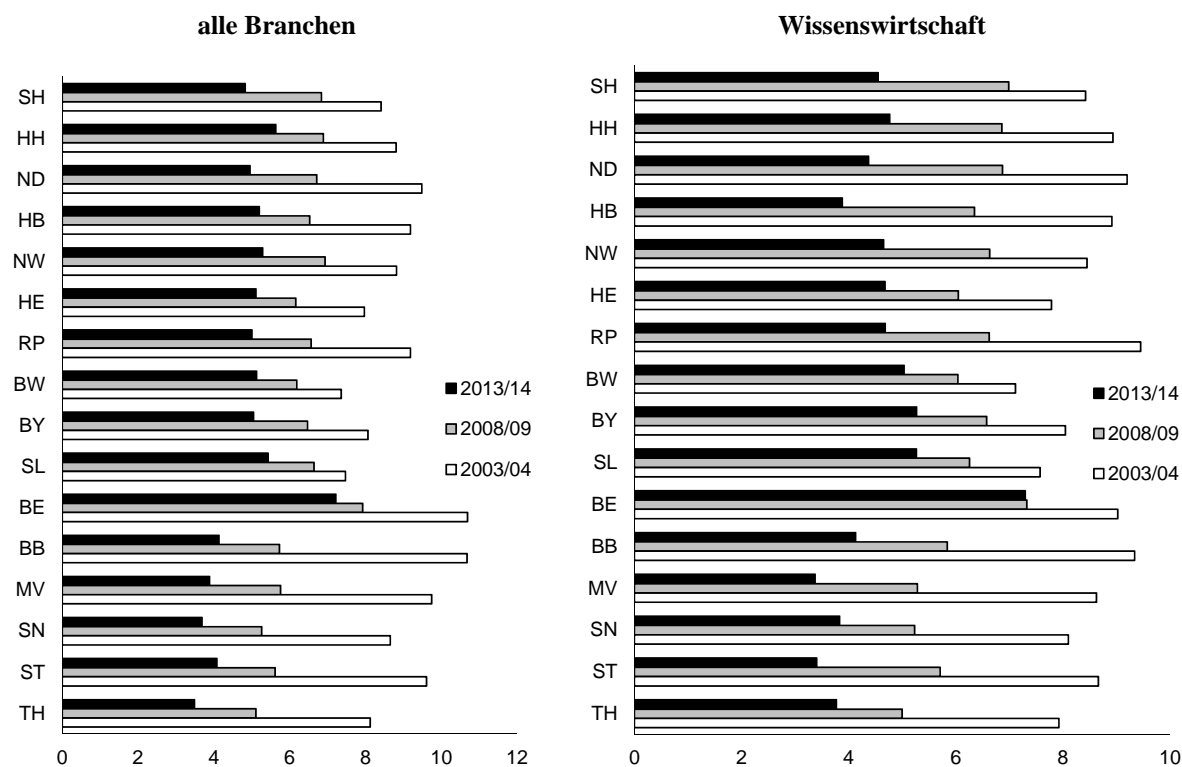 alle Branchen
SH
HH
ND
HB
NW
HE
RP
BW
BY
SL
BE
BB
MV
SN
ST
TH
2013/14
2008/09
2003/04
0 2 4 6 8 10 12
Wissenswirtschaft
SH
HH
ND
HB
NW
HE
RP
BW
BY
SL
BE
BB
MV
SN
ST
TH
2013/14
2008/09
2003/04
0 2 4 6 8 10